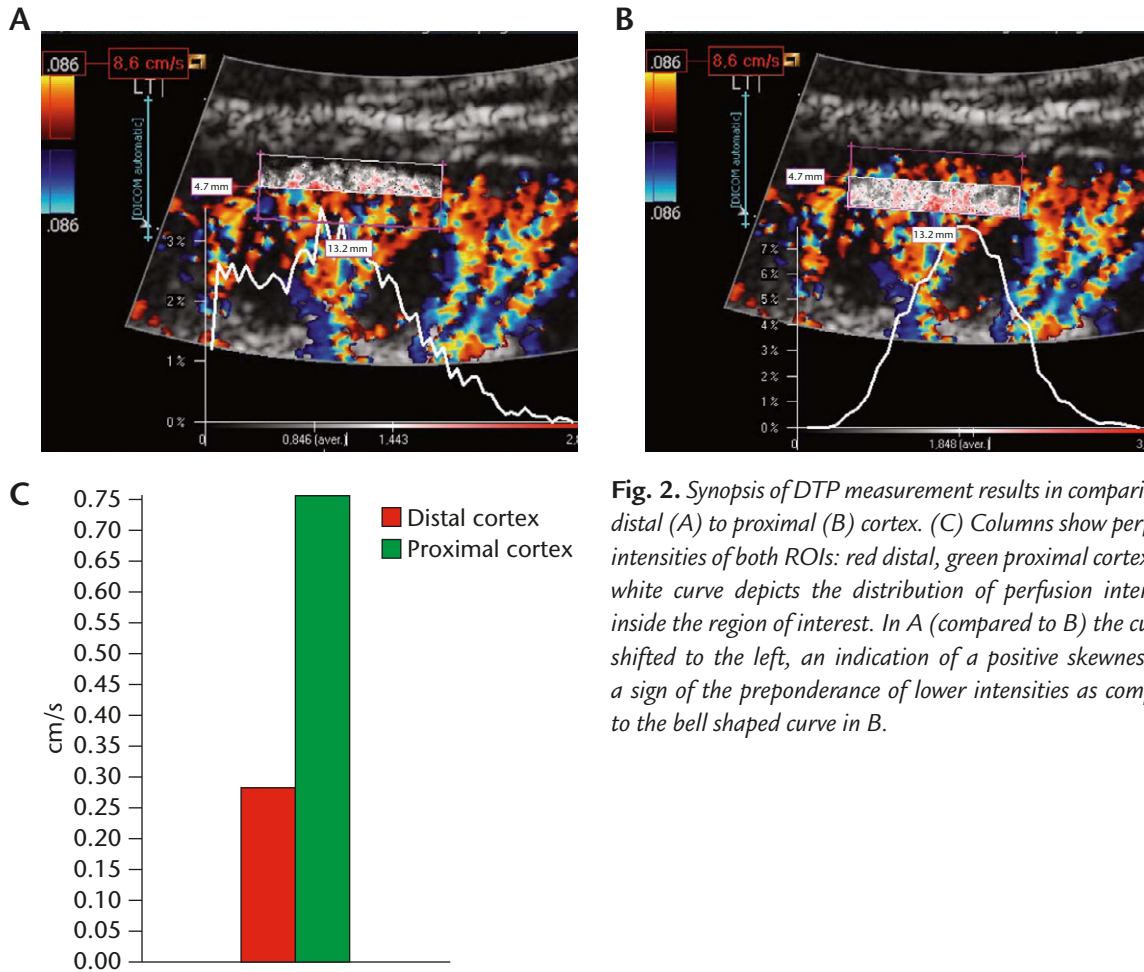 A
.086
8,6 cm/s
LT
[DICOM automatic]
4.7 mm
.086
13.2 mm
3 %
2 %
1 %
0 %
0
0.846 (aver.)
1,443
B
.086
8,6 cm/s
LT
[DICOM automatic]
4.7 mm
.086
13.2 mm
7 %
6 %
5 %
4 %
3 %
2 %
1 %
0 %
0
1,848 (aver.)
C
0.75
0.70
0.65
0.60
0.55
0.50
0.45
0.40
0.35
0.30
0.25
0.20
0.15
0.10
0.05
0.00
cm/s
Distal cortex
Proximal cortex
Fig. 2. Synopsis of DTP measurement results in
distal (A) to proximal (B) cortex. (C) Columns show
intensities of both ROIs: red distal, green proximal
white curve depicts the distribution of perfusion
inside the region of interest. In A (compared to B) the
shifted to the left, an indication of a positive
a sign of the preponderance of lower intensities as
to the bell shaped curve in B.